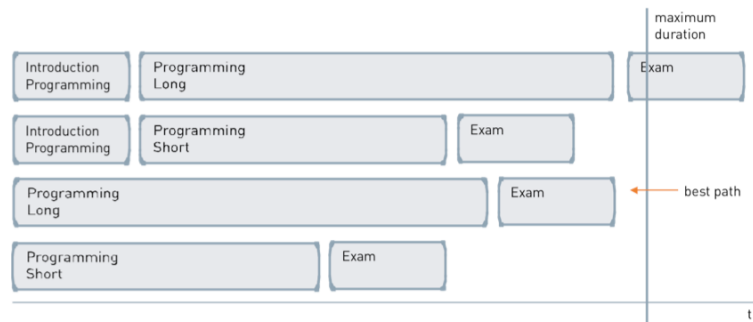 maximum
duration
Introduction
Programming
Programming
Long
Exam
Introduction
Programming
Programming
Short
Exam
Programming
Long
Exam
best path
Programming
Short
Exam
t